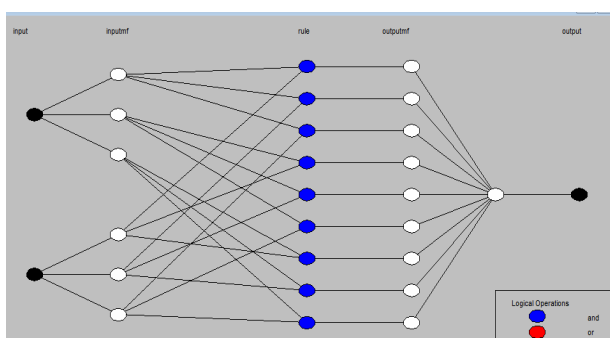 input
inputmf
rule
outputmf
output
Logical Operations
and
or